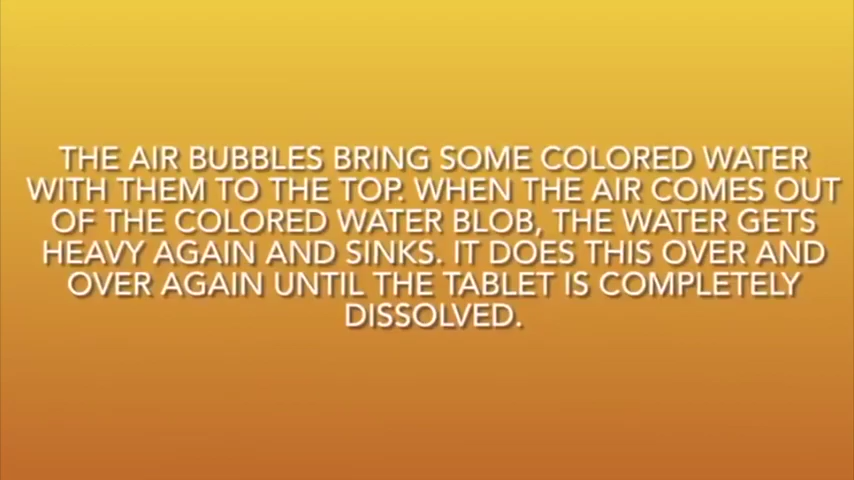 THE AIR BUBBLES BRING SOME COLORED WATER
WITH THEM TO THE TOP. WHEN THE AIR COMES OUT
OF THE COLORED WATER BLOB, THE WATER GETS
HEAVY AGAIN AND SINKS. IT DOES THIS OVER AND
OVER AGAIN UNTIL THE TABLET IS COMPLETELY
DISSOLVED.